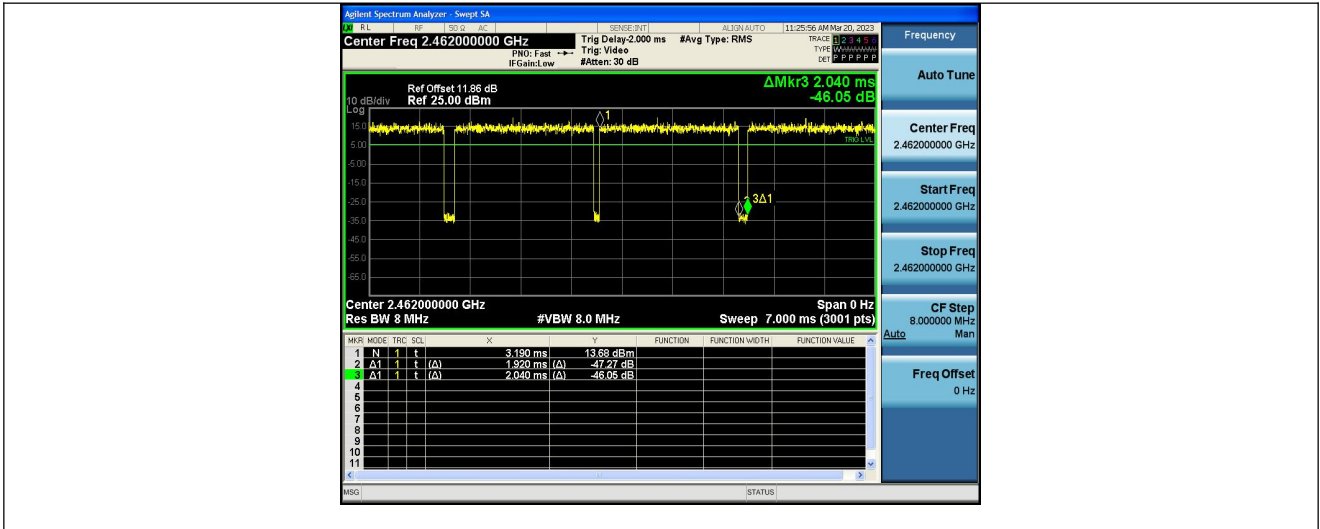 Agilent Spectrum Analyzer - Swept SA
RL RF 50 Ω AC SENSE:INT ALIGN AUTO 11:25:56 AM Mar 20, 2023
Center Freq 2.462000000 GHz
PNO: Fast
IFGain:Low
Trig Delay-2.000 ms
Trig: Video
#Atten: 30 dB
#Avg Type: RMS
TRACE 1 2 3 4 5 6
TYPE
DET P P P P P P
ΔMkr3 2.040 ms
-46.05 dB
Ref Offset 11.86 dB
10 dB/div Ref 25.00 dBm
Log
15.0
5.00
-5.00
-15.0
-25.0
-35.0
-45.0
-55.0
-65.0
1
TRIG LVL
3Δ1
Center 2.462000000 GHz Span 0 Hz
Res BW 8 MHz #VBW 8.0 MHz Sweep 7.000 ms (3001 pts)
MKR MODE TRC SCL X Y FUNCTION FUNCTION WIDTH FUNCTION VALUE
1 N 1 t 3.190 ms 13.68 dBm
2 Δ1 1 t (Δ) 1.920 ms (Δ) -47.27 dB
3 Δ1 1 t (Δ) 2.040 ms (Δ) -46.05 dB
4
5
6
7
8
9
10
11
MSG STATUS
Frequency
Auto Tune
Center Freq
2.462000000 GHz
Start Freq
2.462000000 GHz
Stop Freq
2.462000000 GHz
CF Step
8.000000 MHz
Auto Man
Freq Offset
0 Hz